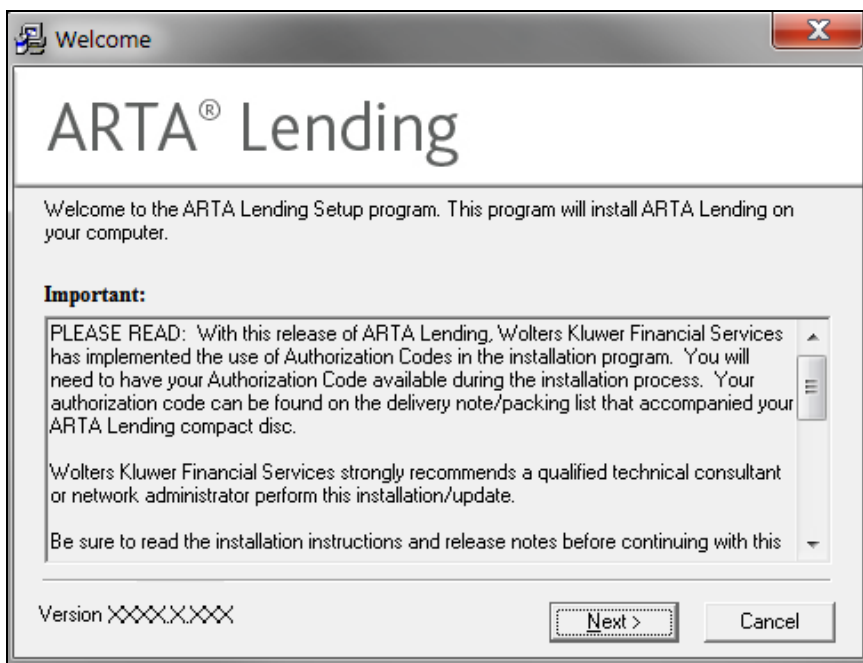 Welcome
ARTA® Lending
Welcome to the ARTA Lending Setup program. This program will install ARTA Lending on
your computer.
Important:
PLEASE READ:  With this release of ARTA Lending, Wolters Kluwer Financial Services
has implemented the use of Authorization Codes in the installation program.  You will
need to have your Authorization Code available during the installation process.  Your
authorization code can be found on the delivery note/packing list that accompanied your
ARTA Lending compact disc.
Wolters Kluwer Financial Services strongly recommends a qualified technical consultant
or network administrator perform this installation/update.
Be sure to read the installation instructions and release notes before continuing with this
Version XXXX.X.XXX
Next >
Cancel